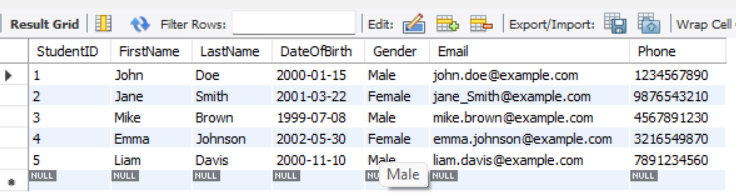 Result Grid Filter Rows: Edit: Export/Import: Wrap Cell
StudentID FirstName LastName DateOfBirth Gender Email Phone
1 John Doe 2000-01-15 Male john.doe@example.com 1234567890
2 Jane Smith 2001-03-22 Female jane_Smith@example.com 9876543210
3 Mike Brown 1999-07-08 Male mike.brown@example.com 4567891230
4 Emma Johnson 2002-05-30 Female emma.johnson@example.com 3216549870
5 Liam Davis 2000-11-10 Male liam.davis@example.com 7891234560
NULL NULL NULL NULL NULL NULL NULL
Male